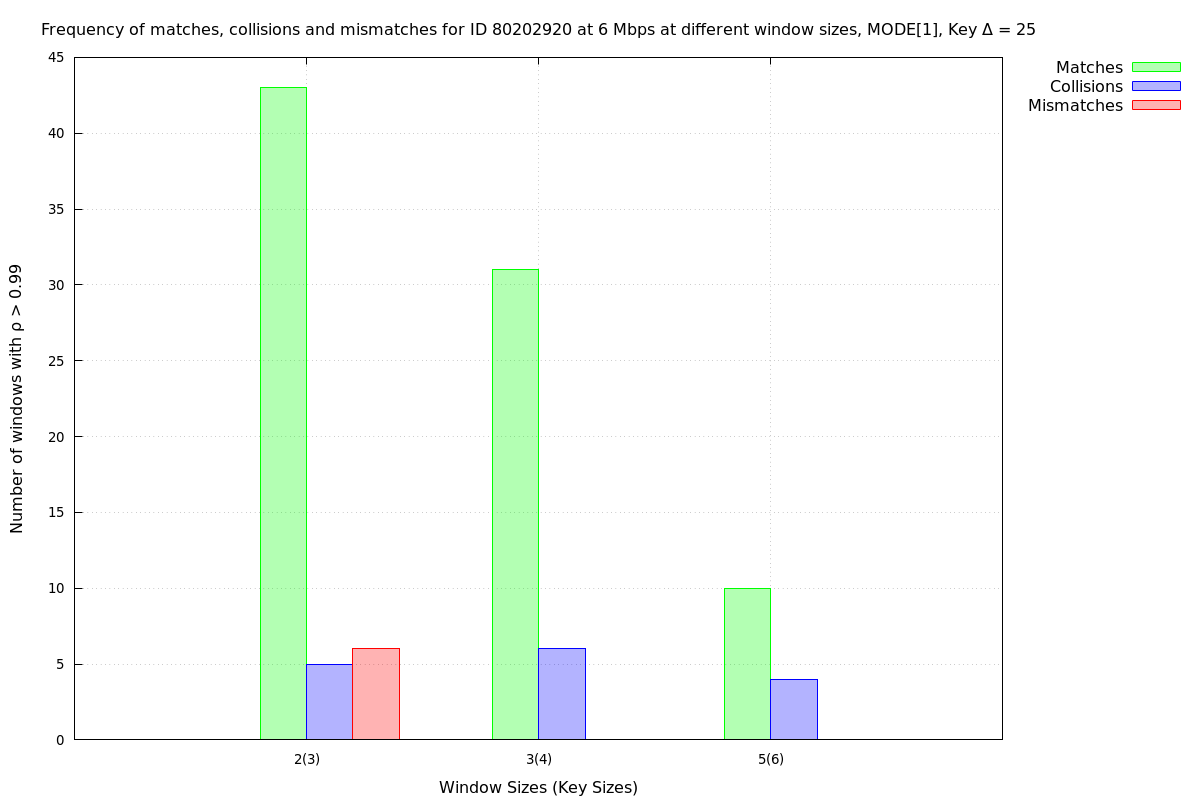 Frequency of matches, collisions and mismatches for ID 80202920 at 6 Mbps at different window sizes, MODE[1], Key Δ = 25
Matches
Collisions
Mismatches
Number of windows with ρ > 0.99
45
40
35
30
25
20
15
10
5
0
2(3)
3(4)
5(6)
Window Sizes (Key Sizes)